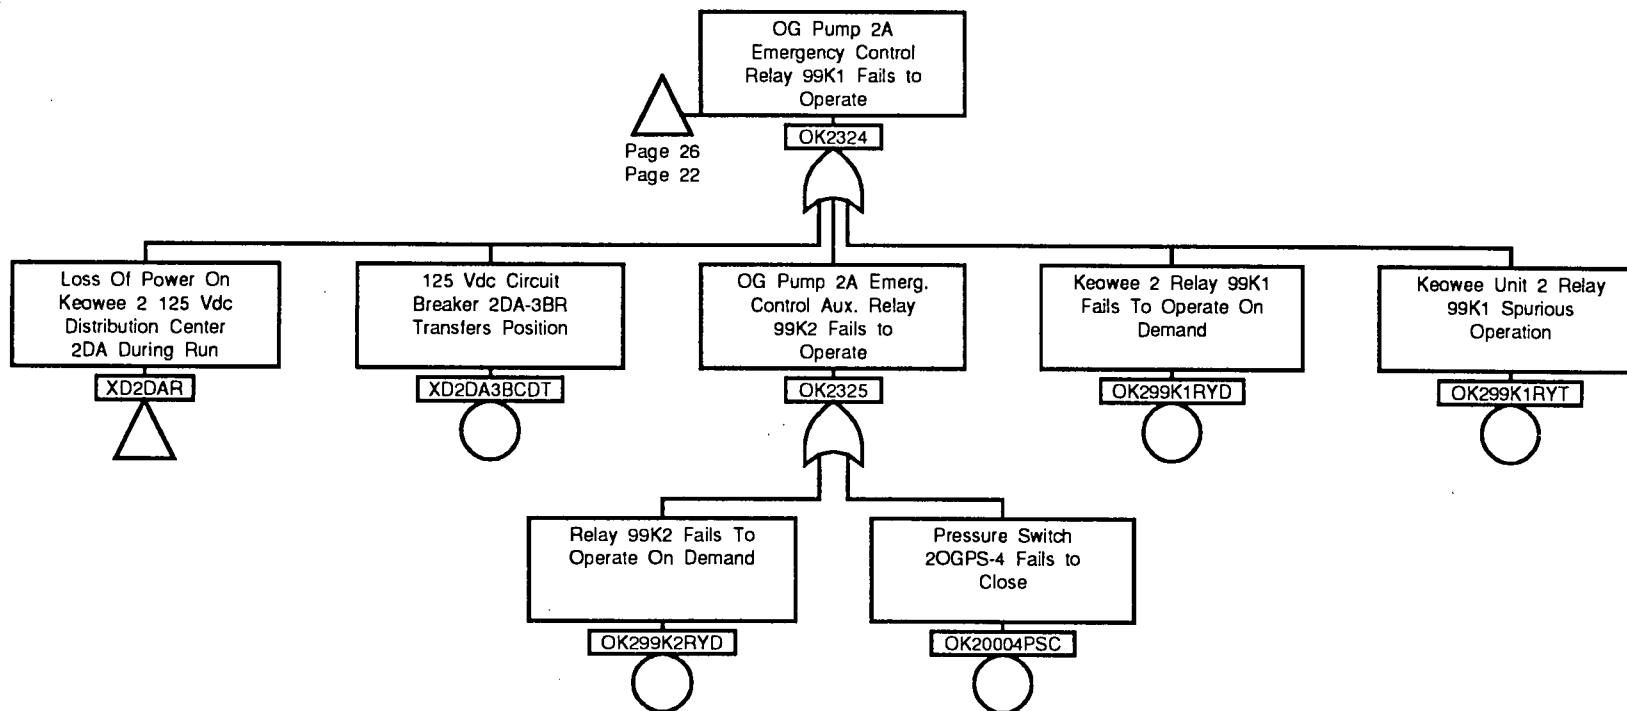 OG Pump 2A
Emergency Control
Relay 99K1 Fails to
Operate
OK2324
Page 26
Page 22
Loss Of Power On
Keowee 2 125 Vdc
Distribution Center
2DA During Run
XD2DAR
125 Vdc Circuit
Breaker 2DA-3BR
Transfers Position
XD2DA3BCDT
OG Pump 2A Emerg.
Control Aux. Relay
99K2 Fails to
Operate
OK2325
Keowee 2 Relay 99K1
Fails To Operate On
Demand
OK299K1RYD
Keowee Unit 2 Relay
99K1 Spurious
Operation
OK299K1RYT
Relay 99K2 Fails To
Operate On Demand
OK299K2RYD
Pressure Switch
2OGPS-4 Fails to
Close
OK20004PSC